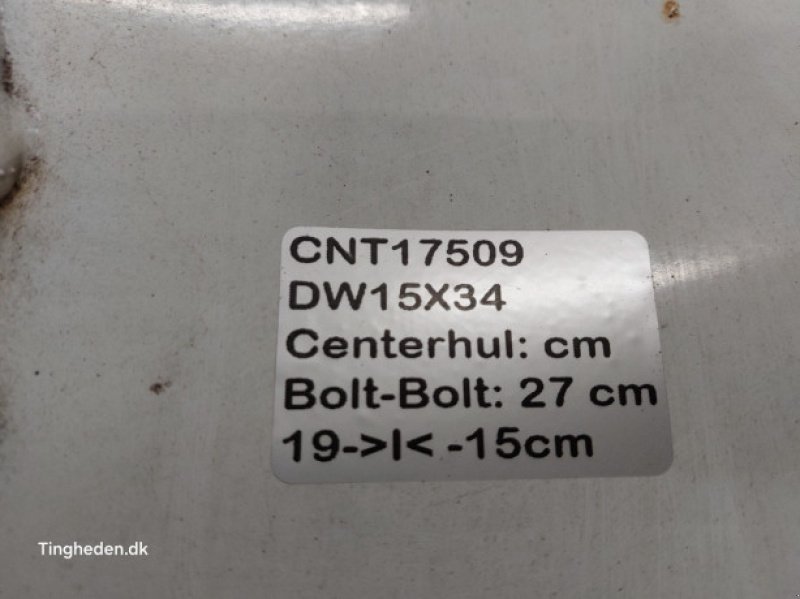 CNT17509
DW15X34
Centerhul: cm
Bolt-Bolt: 27 cm
19->I< -15cm
Tingheden.dk